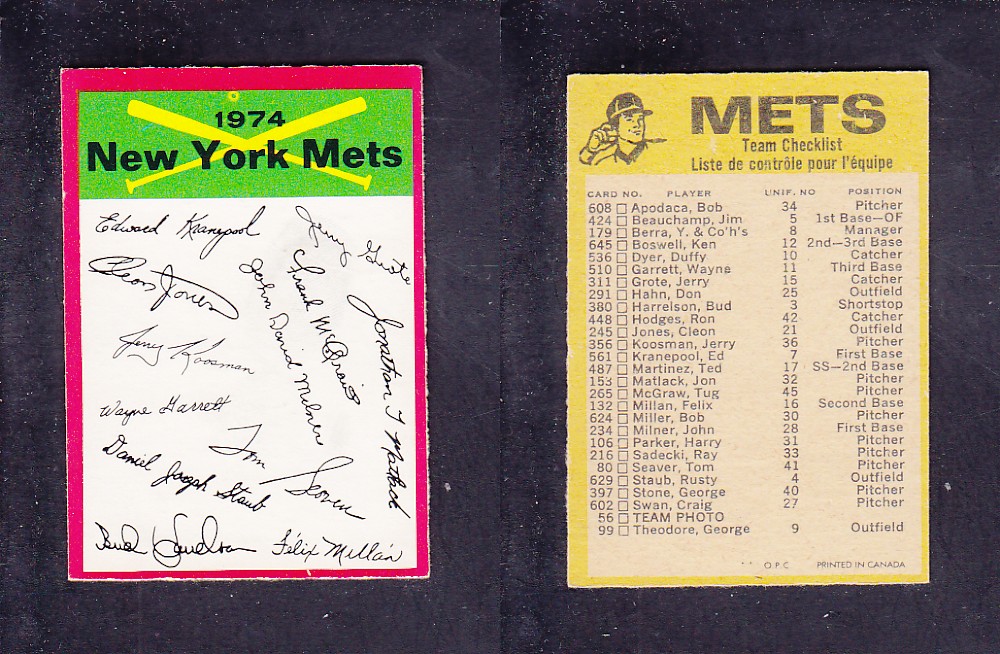 1974
New York Mets
Edward Kranepool
Cleon Jones
Jerry Koosman
Wayne Garrett
Daniel Joseph Staub
Bud Harrelson
Jerry Grote
Frank McGraw
John David Milner
Jonathan T Matlack
Tom Seaver
Félix Millán
METS
Team Checklist
Liste de contrôle pour l'équipe
CARD NO. PLAYER UNIF. NO POSITION
608 Apodaca, Bob 34 Pitcher
424 Beauchamp, Jim 5 1st Base—OF
179 Berra, Y. & Co'h's 8 Manager
645 Boswell, Ken 12 2nd—3rd Base
536 Dyer, Duffy 10 Catcher
510 Garrett, Wayne 11 Third Base
311 Grote, Jerry 15 Catcher
291 Hahn, Don 25 Outfield
380 Harrelson, Bud 3 Shortstop
448 Hodges, Ron 42 Catcher
245 Jones, Cleon 21 Outfield
356 Koosman, Jerry 36 Pitcher
561 Kranepool, Ed 7 First Base
487 Martinez, Ted 17 SS—2nd Base
153 Matlack, Jon 32 Pitcher
265 McGraw, Tug 45 Pitcher
132 Millan, Felix 16 Second Base
624 Miller, Bob 30 Pitcher
234 Milner, John 28 First Base
106 Parker, Harry 31 Pitcher
216 Sadecki, Ray 33 Pitcher
80 Seaver, Tom 41 Pitcher
629 Staub, Rusty 4 Outfield
397 Stone, George 40 Pitcher
602 Swan, Craig 27 Pitcher
56 TEAM PHOTO
99 Theodore, George 9 Outfield
** O.P.C. PRINTED IN CANADA